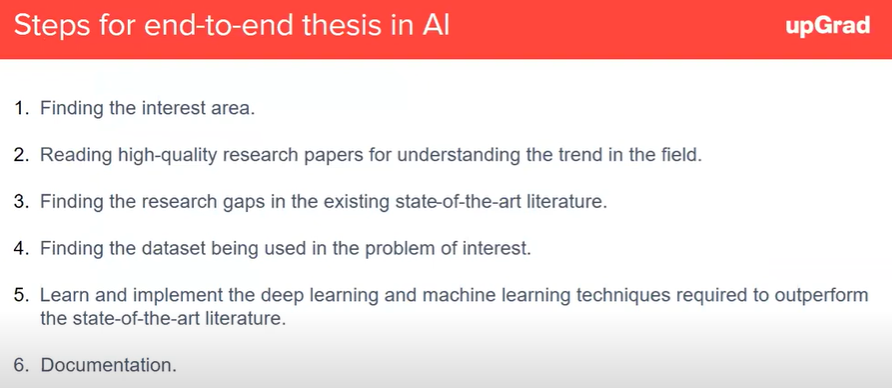 Steps for end-to-end thesis in AI
upGrad
1. Finding the interest area.
2. Reading high-quality research papers for understanding the trend in the field.
3. Finding the research gaps in the existing state-of-the-art literature.
4. Finding the dataset being used in the problem of interest.
5. Learn and implement the deep learning and machine learning techniques required to outperform
the state-of-the-art literature.
6. Documentation.